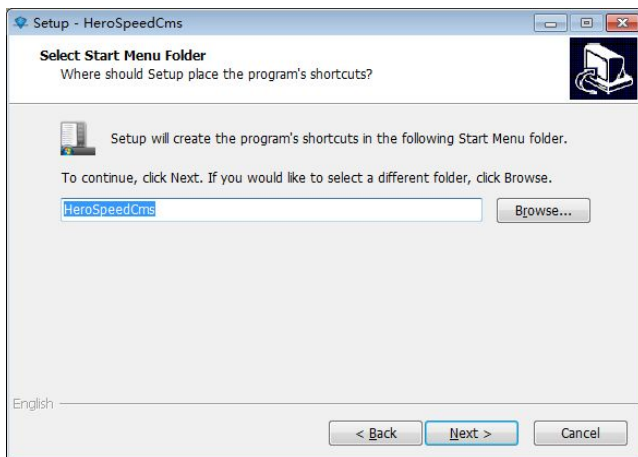 Setup - HeroSpeedCms
Select Start Menu Folder
Where should Setup place the program's shortcuts?
Setup will create the program's shortcuts in the following Start Menu folder.
To continue, click Next. If you would like to select a different folder, click Browse.
HeroSpeedCms
Browse...
English
< Back
Next >
Cancel